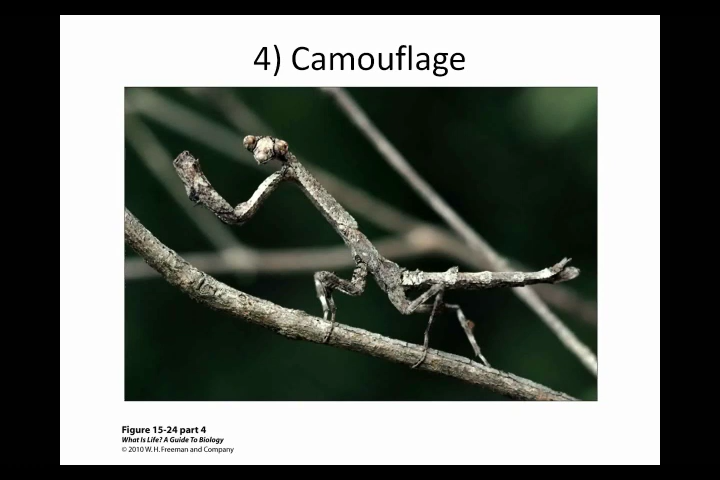 4) Camouflage
Figure 15-24 part 4
What Is Life? A Guide To Biology
© 2010 W. H. Freeman and Company